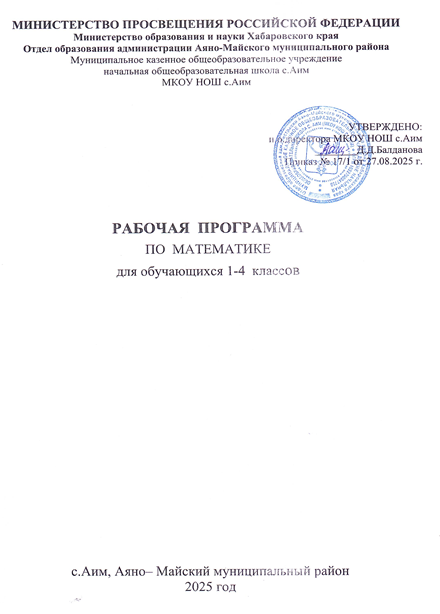 МИНИСТЕРСТВО ПРОСВЕЩЕНИЯ РОССИЙСКОЙ ФЕДЕРАЦИИ
Министерство образования и науки Хабаровского края
Отдел образования администрации Аяно-Майского муниципального района
Муниципальное казенное общеобразовательное учреждение
начальная общеобразовательная школа с.Аим
МКОУ НОШ с.Аим
УТВЕРЖДЕНО:
и.о.директора МКОУ НОШ с.Аим
Д.Д.Балданова
Приказ № 17/1 от 27.08.2025 г.
РАБОЧАЯ ПРОГРАММА
ПО МАТЕМАТИКЕ
для обучающихся 1-4 классов
с.Аим, Аяно– Майский муниципальный район
2025 год